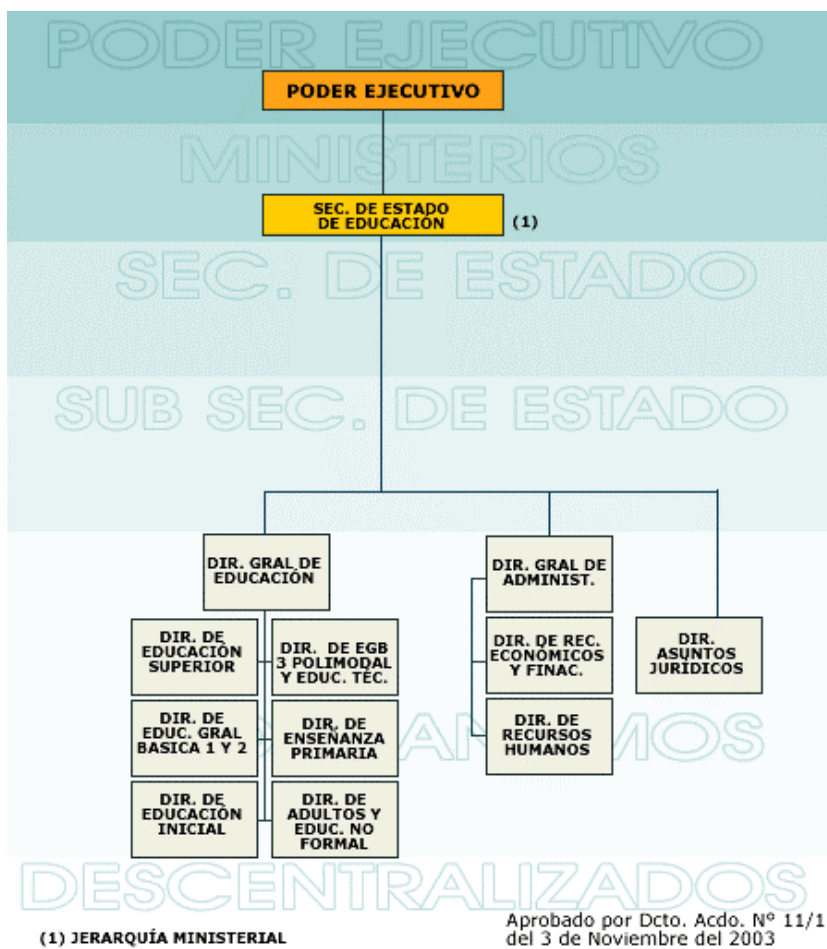 PODER EJECUTIVO
PODER EJECUTIVO
MINISTERIOS
SEC. DE ESTADO
DE EDUCACIÓN
(1)
SEC. DE ESTADO
SUB SEC. DE ESTADO
DIR. GRAL DE
EDUCACIÓN
DIR. GRAL DE
ADMINIST.
DIR. DE
EDUCACIÓN
SUPERIOR
DIR. DE EGB
3 POLIMODAL
Y EDUC. TÉC.
DIR. DE REC.
ECONÓMICOS
Y FINAC.
DIR.
ASUNTOS
JURÍDICOS
DIR. DE
EDUC. GRAL
BASICA 1 Y 2
DIR. DE
ENSEÑANZA
PRIMARIA
DIR. DE
RECURSOS
HUMANOS
DIR. DE
EDUCACIÓN
INICIAL
DIR. DE
ADULTOS Y
EDUC. NO
FORMAL
DESCENTRALIZADOS
(1) JERARQUÍA MINISTERIAL
Aprobado por Dcto. Acdo. Nº 11/1
del 3 de Noviembre del 2003